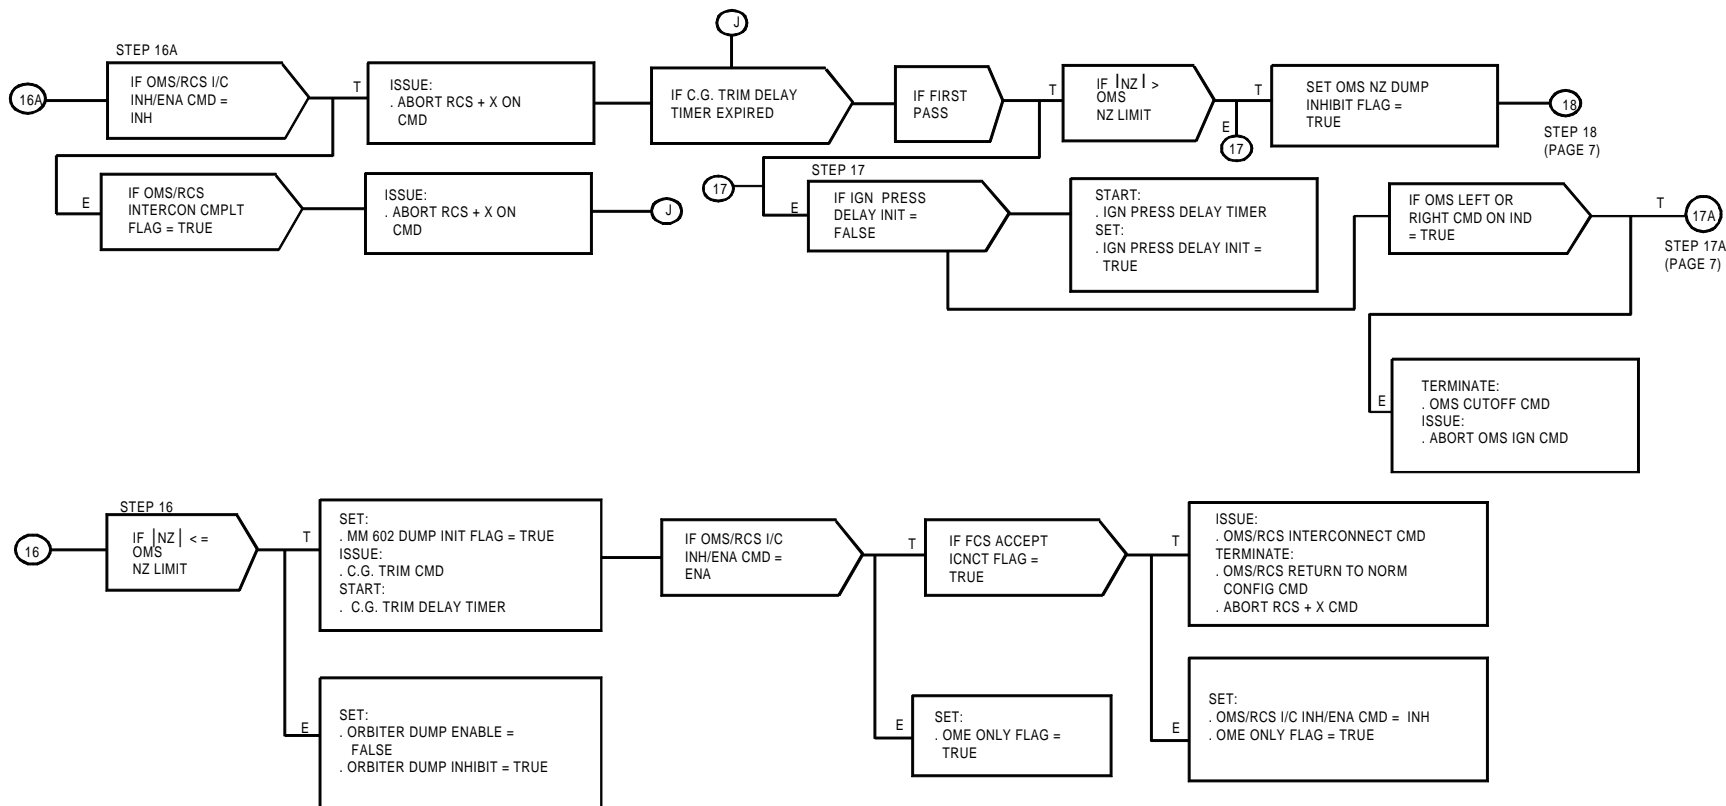 J
STEP 16A
16A
IF OMS/RCS I/C
INH/ENA CMD =
INH
T
ISSUE:
. ABORT RCS + X ON
CMD
IF C.G. TRIM DELAY
TIMER EXPIRED
IF FIRST
PASS
T
IF |NZ| >
OMS
NZ LIMIT
E
17
T
SET OMS NZ DUMP
INHIBIT FLAG =
TRUE
18
STEP 18
(PAGE 7)
E
IF OMS/RCS
INTERCON CMPLT
FLAG = TRUE
ISSUE:
. ABORT RCS + X ON
CMD
J
17
STEP 17
E
IF IGN PRESS
DELAY INIT =
FALSE
START:
. IGN PRESS DELAY TIMER
SET:
. IGN PRESS DELAY INIT =
TRUE
IF OMS LEFT OR
RIGHT CMD ON IND
= TRUE
T
17A
STEP 17A
(PAGE 7)
E
TERMINATE:
. OMS CUTOFF CMD
ISSUE:
. ABORT OMS IGN CMD
STEP 16
16
IF |NZ| < =
OMS
NZ LIMIT
T
SET:
. MM 602 DUMP INIT FLAG = TRUE
ISSUE:
. C.G. TRIM CMD
START:
. C.G. TRIM DELAY TIMER
IF OMS/RCS I/C
INH/ENA CMD =
ENA
T
IF FCS ACCEPT
ICNCT FLAG =
TRUE
T
ISSUE:
. OMS/RCS INTERCONNECT CMD
TERMINATE:
. OMS/RCS RETURN TO NORM
CONFIG CMD
. ABORT RCS + X CMD
E
SET:
. ORBITER DUMP ENABLE =
FALSE
. ORBITER DUMP INHIBIT = TRUE
E
SET:
. OME ONLY FLAG =
TRUE
E
SET:
. OMS/RCS I/C INH/ENA CMD = INH
. OME ONLY FLAG = TRUE